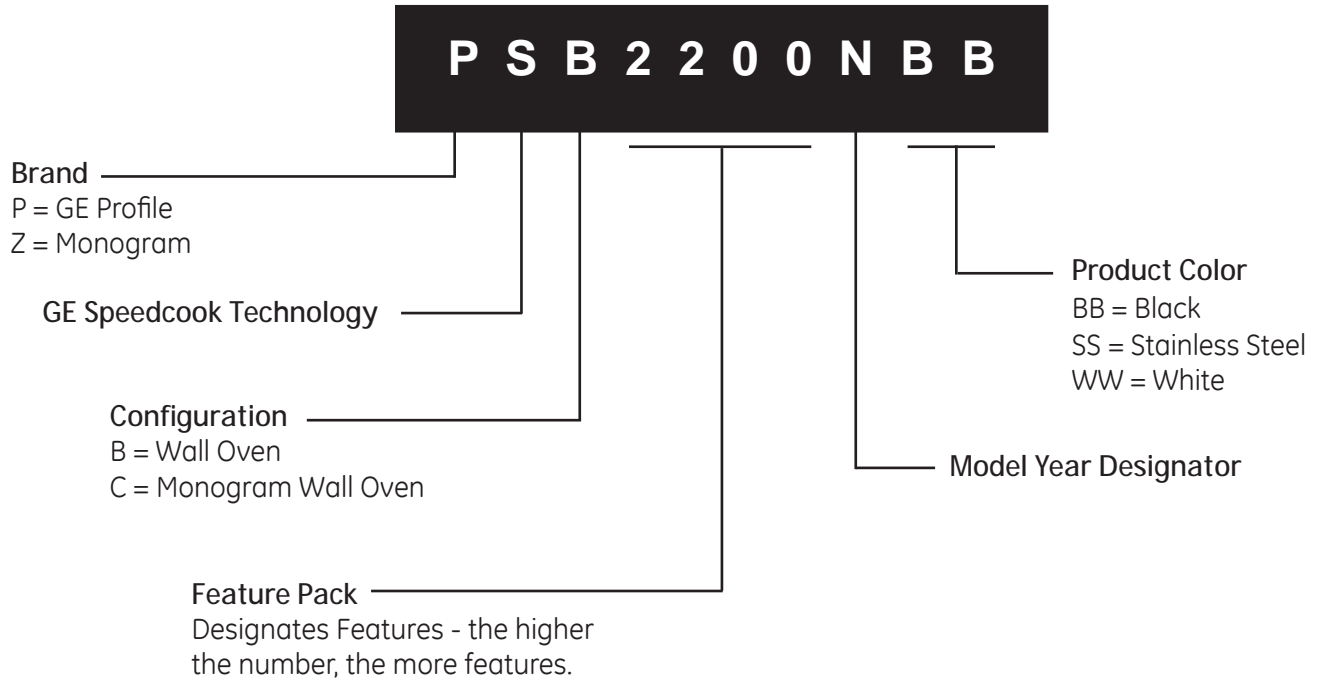 P S B 2 2 0 0 N B B
Brand
P = GE Profile
Z = Monogram
GE Speedcook Technology
Configuration
B = Wall Oven
C = Monogram Wall Oven
Feature Pack
Designates Features - the higher
the number, the more features.
Model Year Designator
Product Color
BB = Black
SS = Stainless Steel
WW = White